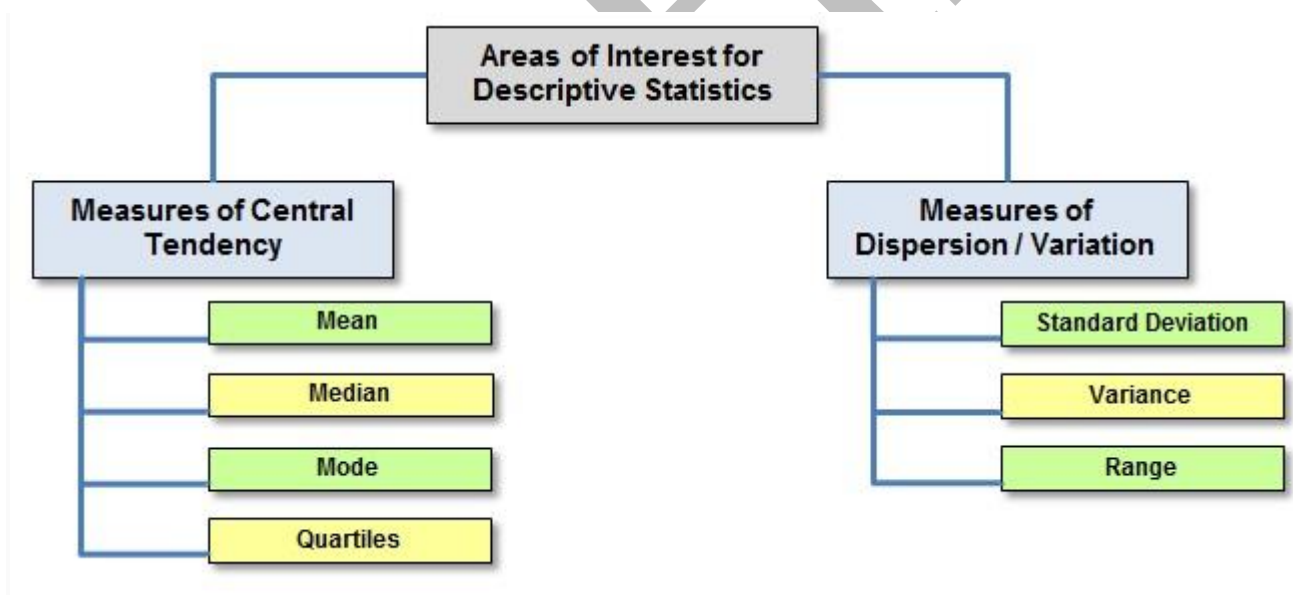 Areas of Interest for
Descriptive Statistics
Measures of Central
Tendency
Mean
Median
Mode
Quartiles
Measures of
Dispersion / Variation
Standard Deviation
Variance
Range